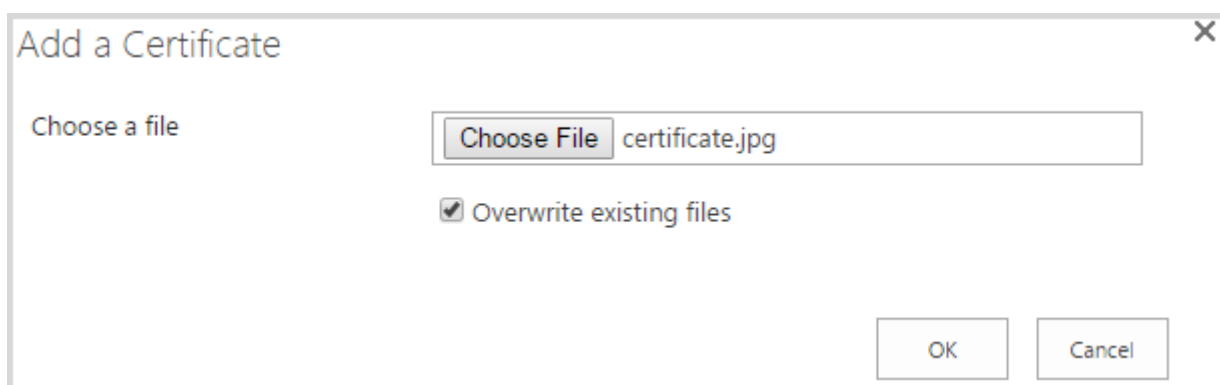 Add a Certificate
Choose a file
Choose File certificate.jpg
Overwrite existing files
OK Cancel